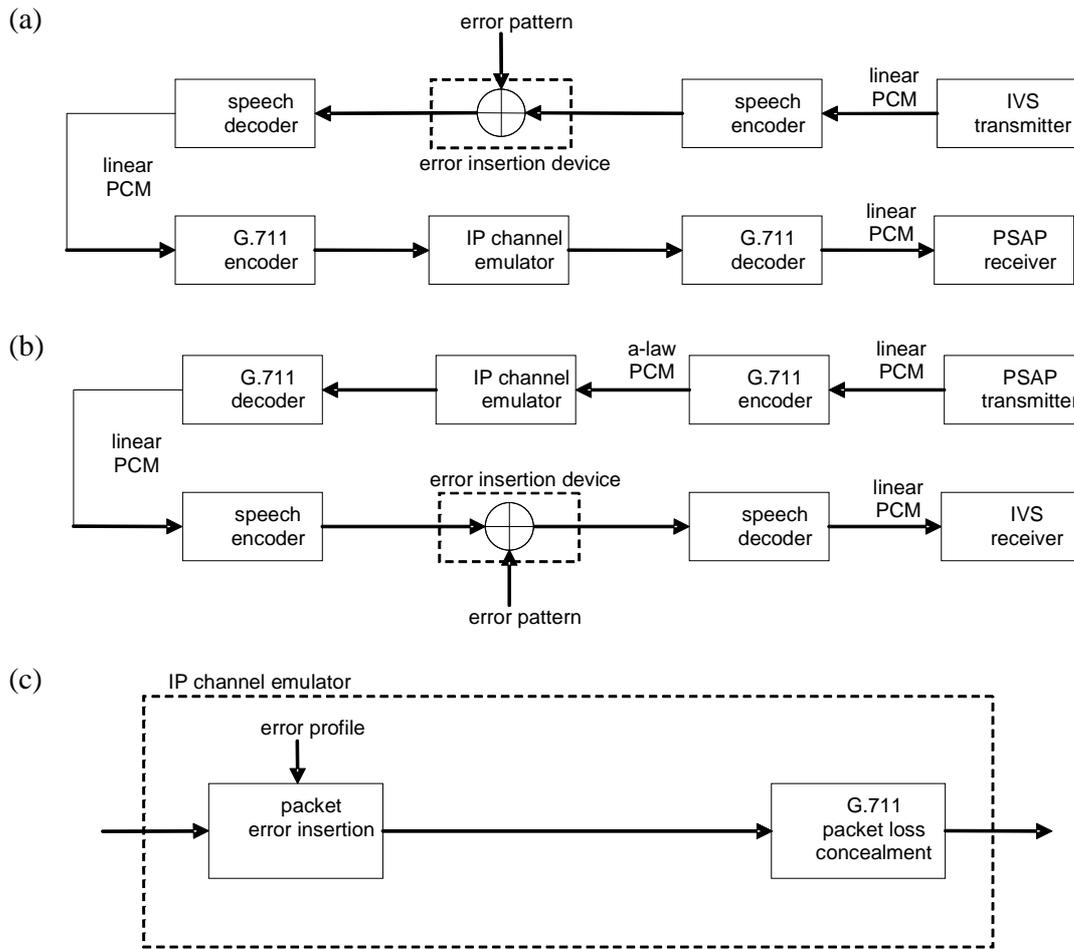 (a)
error pattern
speech
decoder
error insertion device
speech
encoder
linear
PCM
IVS
transmitter
linear
PCM
G.711
encoder
IP channel
emulator
G.711
decoder
linear
PCM
PSAP
receiver
(b)
G.711
decoder
IP channel
emulator
a-law
PCM
G.711
encoder
linear
PCM
PSAP
transmitter
linear
PCM
speech
encoder
error insertion device
error pattern
speech
decoder
linear
PCM
IVS
receiver
(c)
IP channel emulator
error profile
packet
error insertion
G.711
packet loss
concealment